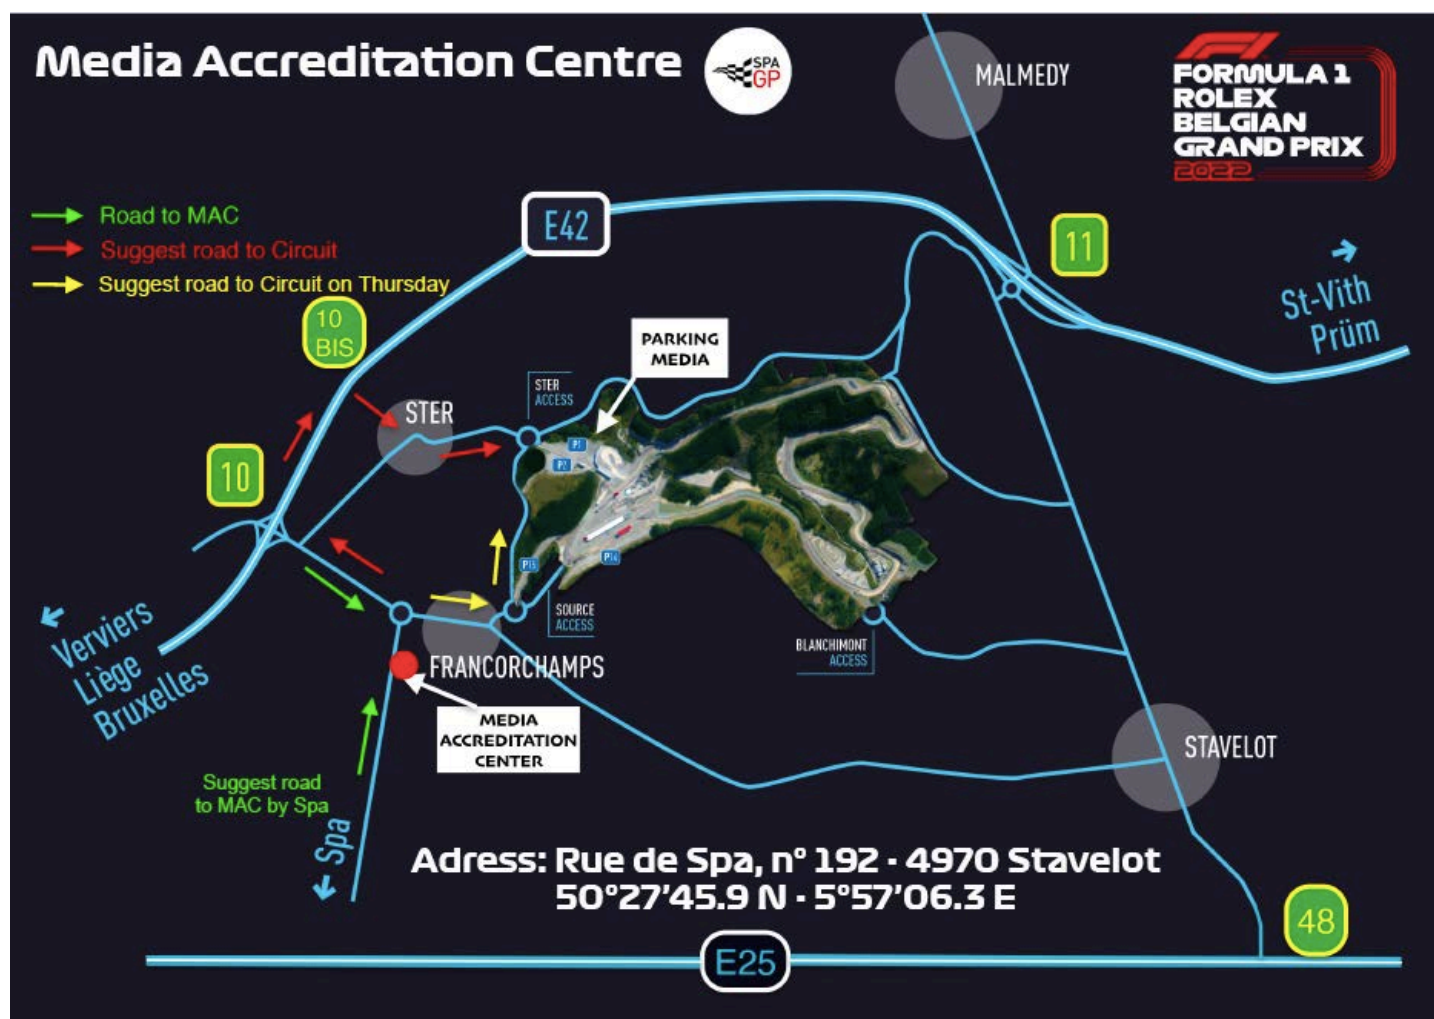 Media Accreditation Centre
SPA
GP
MALMEDY
FORMULA 1
ROLEX
BELGIAN
GRAND PRIX
2022
Road to MAC
Suggest road to Circuit
Suggest road to Circuit on Thursday
E42
11
St-Vith
Prüm
10
BIS
PARKING
MEDIA
STER
STER
ACCESS
10
P1
P2
P15
P14
Verviers
Liège
Bruxelles
SOURCE
ACCESS
BLANCHIMONT
ACCESS
FRANCORCHAMPS
MEDIA
ACCREDITATION
CENTER
STAVELOT
Suggest road
to MAC by Spa
Spa
Adress: Rue de Spa, n° 192 - 4970 Stavelot
50°27'45.9 N - 5°57'06.3 E
48
E25